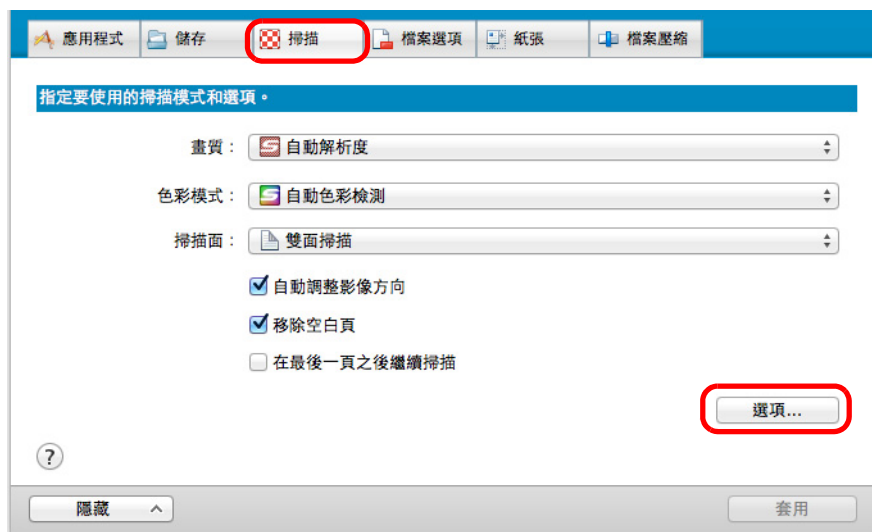 應用程式 儲存 掃描 檔案選項 紙張 檔案壓縮
指定要使用的掃描模式和選項。
畫質： 自動解析度
色彩模式： 自動色彩檢測
掃描面： 雙面掃描
自動調整影像方向
移除空白頁
在最後一頁之後繼續掃描
選項...
?
隱藏 套用